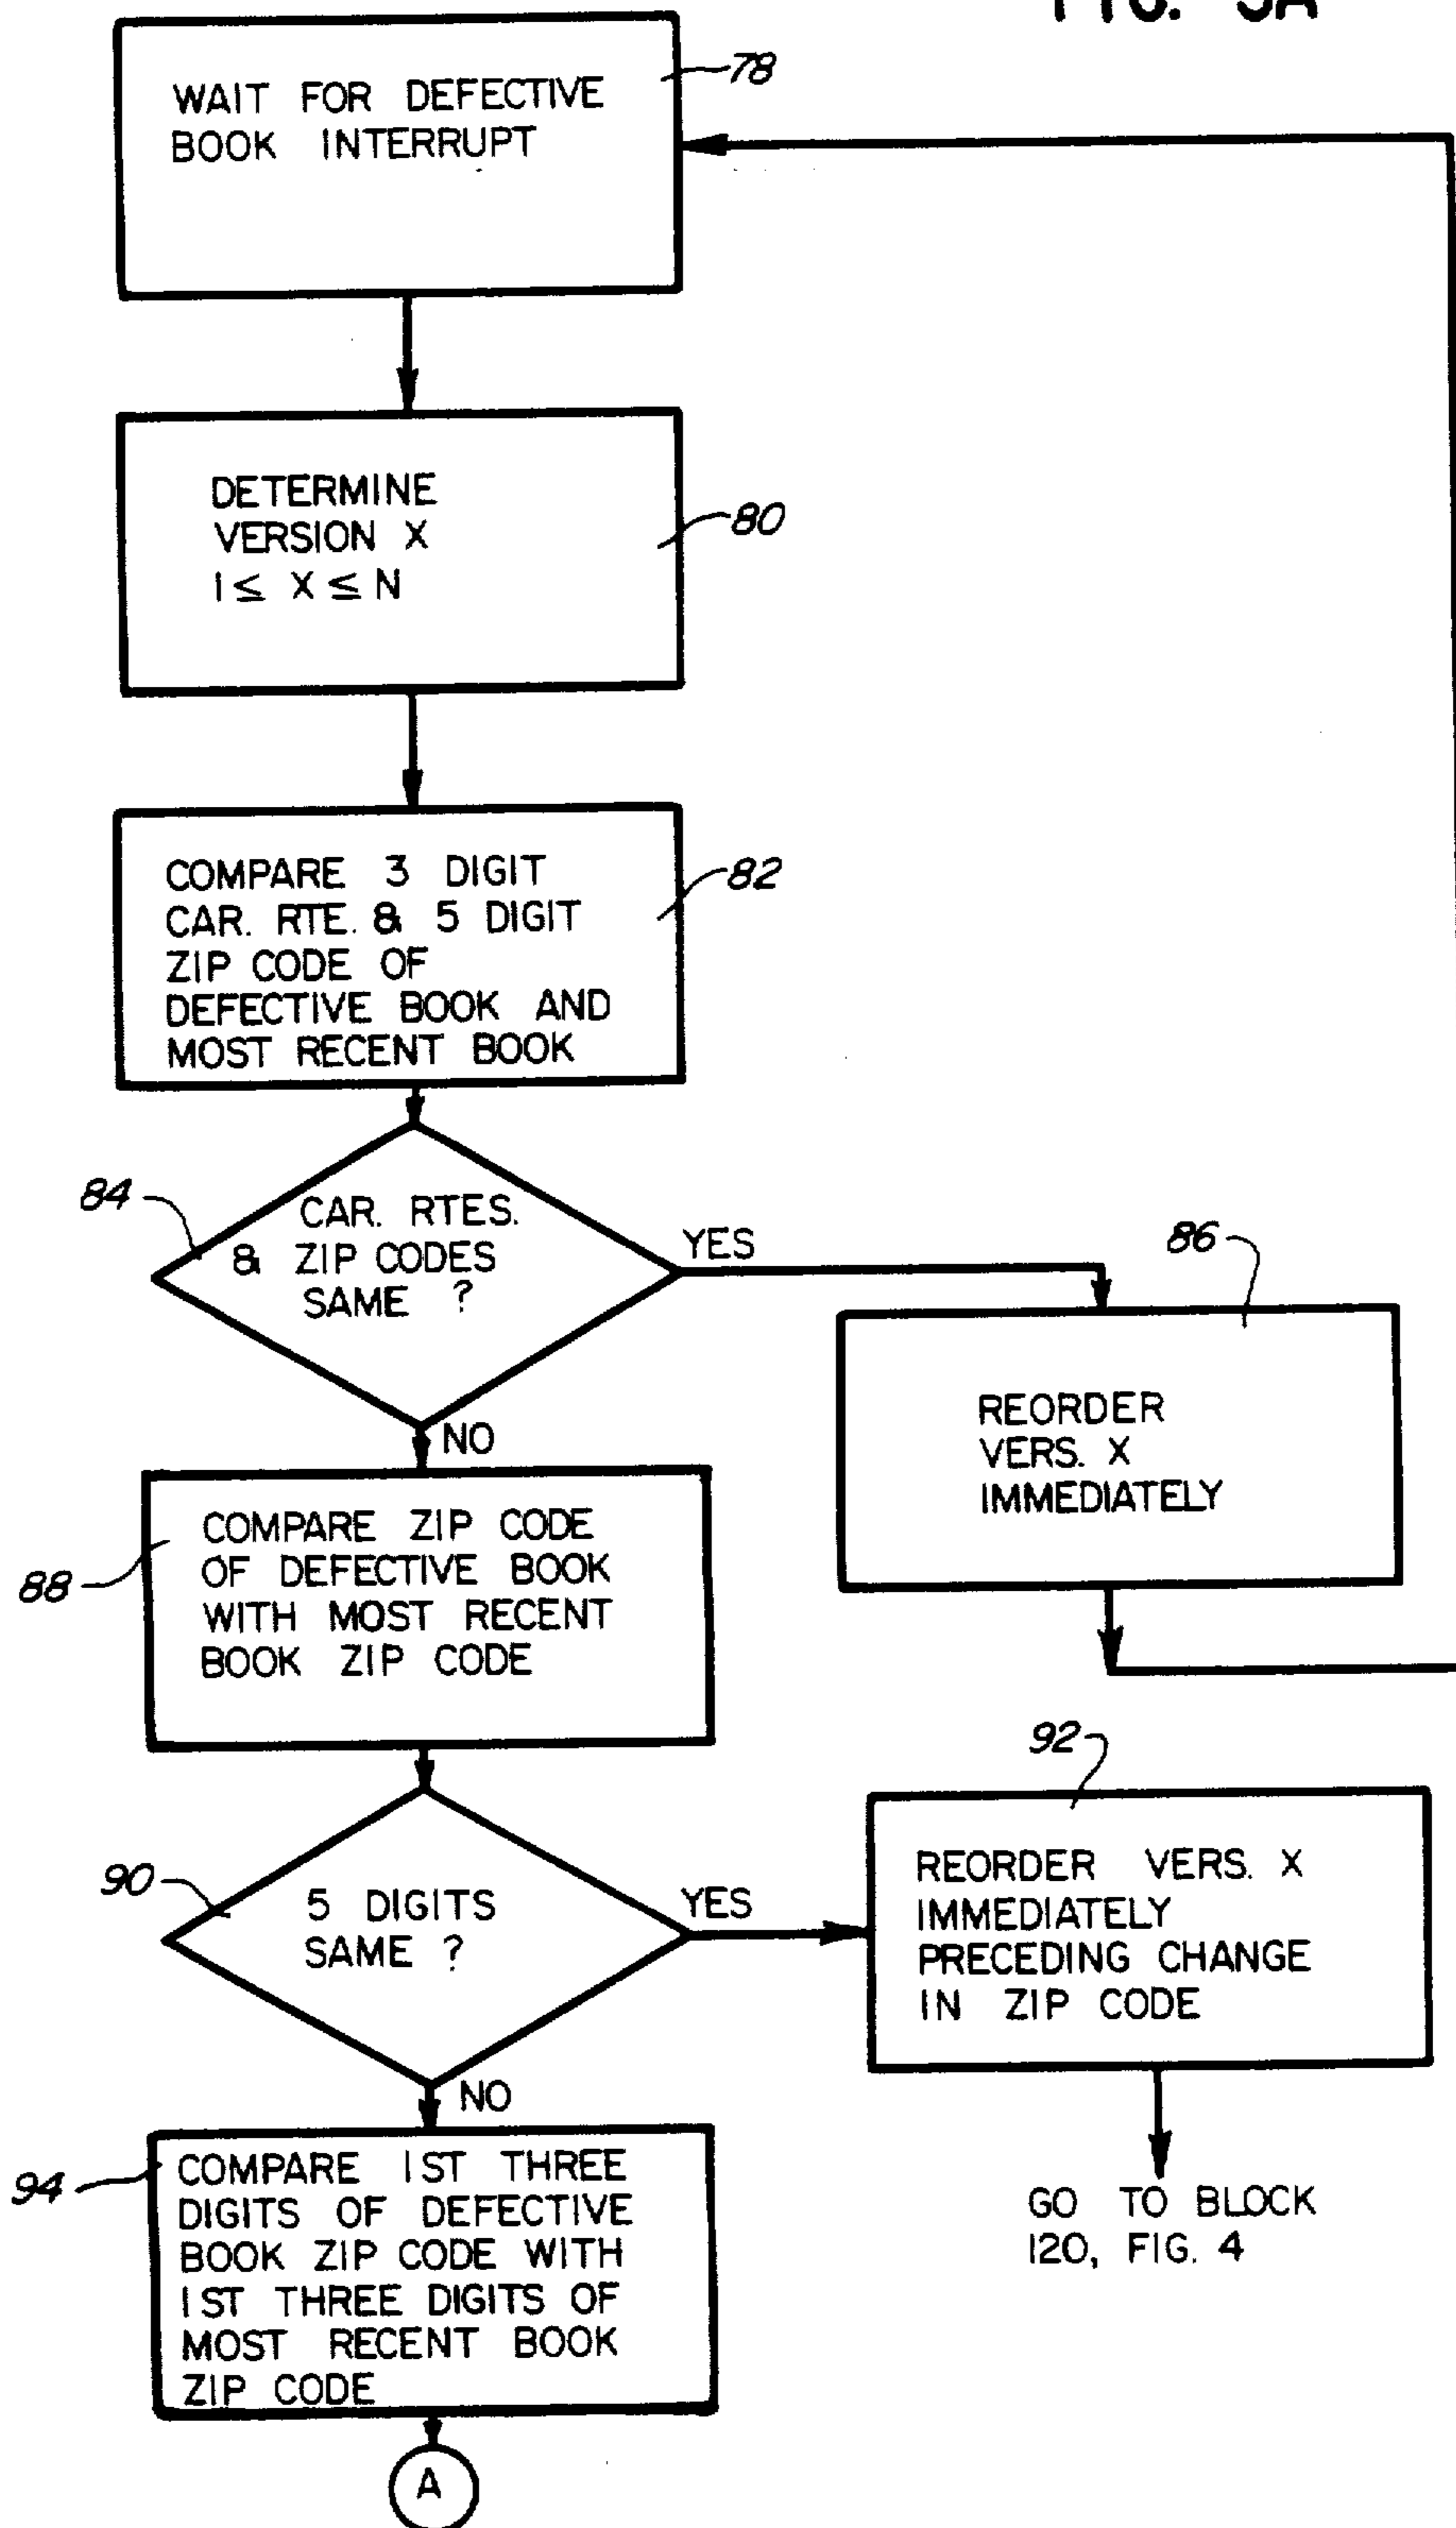 WAIT FOR DEFECTIVE
BOOK INTERRUPT
78
DETERMINE
VERSION X
1 ≤ X ≤ N
80
COMPARE 3 DIGIT
CAR. RTE. & 5 DIGIT
ZIP CODE OF
DEFECTIVE BOOK AND
MOST RECENT BOOK
82
84
CAR. RTES.
& ZIP CODES
SAME ?
YES
NO
86
REORDER
VERS. X
IMMEDIATELY
88
COMPARE ZIP CODE
OF DEFECTIVE BOOK
WITH MOST RECENT
BOOK ZIP CODE
90
5 DIGITS
SAME ?
YES
NO
92
REORDER VERS. X
IMMEDIATELY
PRECEDING CHANGE
IN ZIP CODE
GO TO BLOCK
120, FIG. 4
94
COMPARE 1ST THREE
DIGITS OF DEFECTIVE
BOOK ZIP CODE WITH
1ST THREE DIGITS OF
MOST RECENT BOOK
ZIP CODE
A